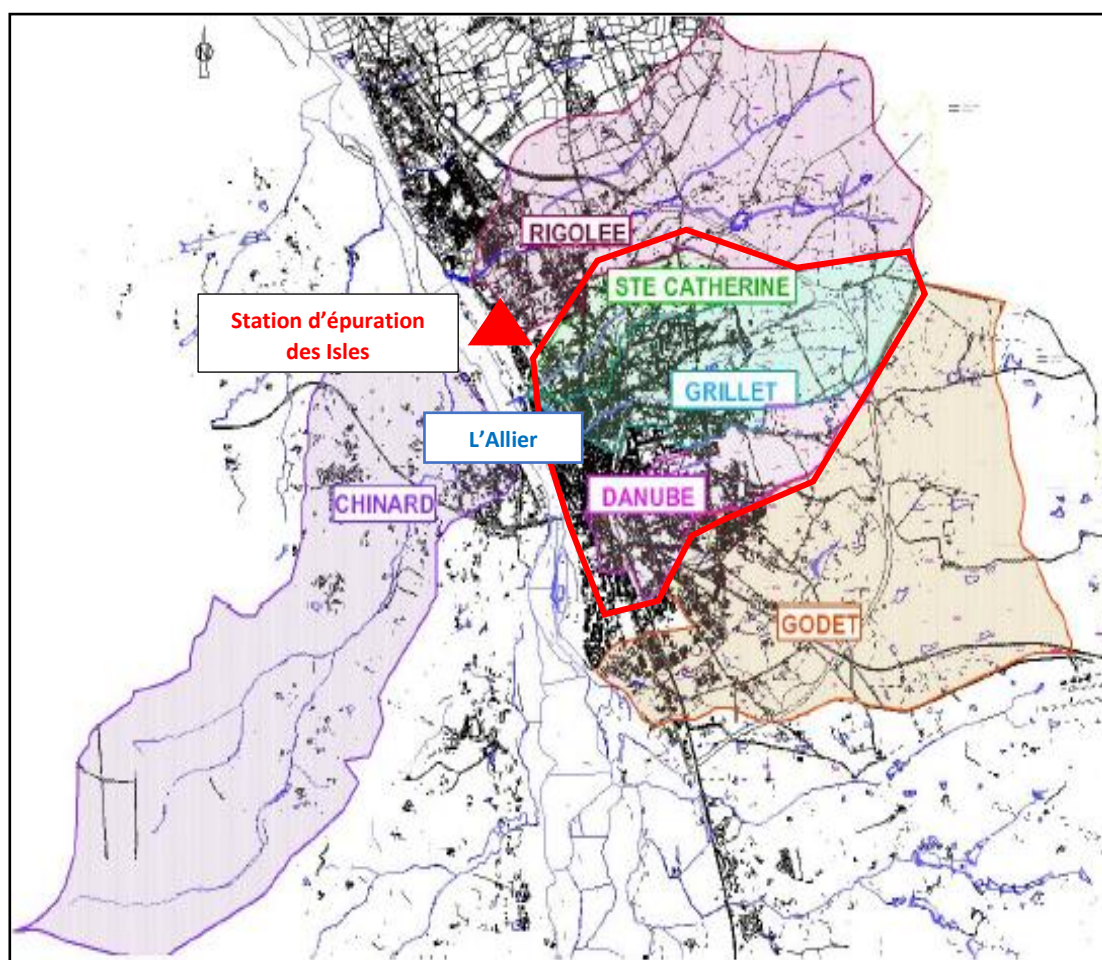 N
RIGOLEE
STE CATHERINE
Station d'épuration
des Isles
GRILLET
L'Allier
CHINARD
DANUBE
GODET